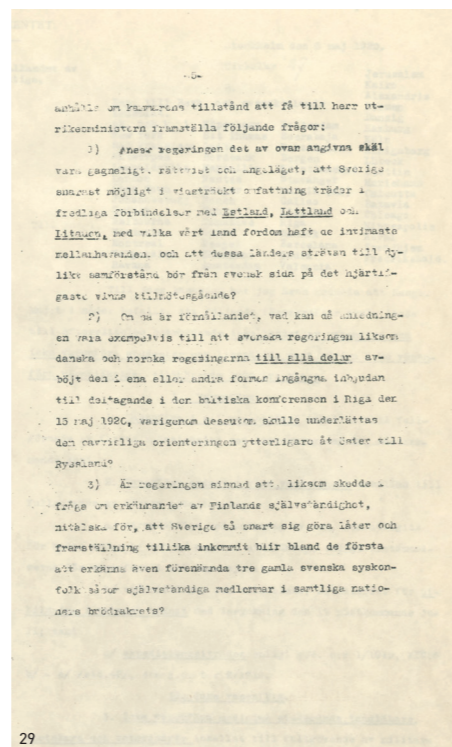 -5-
anhålla om kammarens tillstånd att få till herr ut-
rikesministern framställa följande frågor:
1) Anser regeringen det av ovan angivna skäl
vara gagneligt, rättvist och angeläget, att Sverige
snarast möjligt i vidsträckt omfattning träder i
fredliga förbindelser med Estland, Lettland och
Litauen, med vilka vårt land fordom haft de intimaste
mellanhavanden, och att dessa länders strävan till dy-
likt samförstånd bör från svensk sida på det hjärtli-
gaste vinna tillmötesgående?
2) Om så är förhållandet, vad kan då anledning-
en vara exempelvis till att svenska regeringen liksom
danska och norska regeringarna till alla delar av-
böjt den i ena eller andra formen ingångna inbjudan
till deltagande i den baltiska konferensen i Riga den
15 maj 1920, varigenom dessutom skulle underlättas
den orienteringen ytterligare åt öster till
Ryssland?
3) Är regeringen sinnad att, liksom skedde i
fråga om erkännandet av Finlands självständighet,
nitälska för, att Sverige så snart sig göra låter och
framställning tillika inkommit blir bland de första
att erkänna även förenämnda tre gamla svenska syskon-
folk såsom självständiga medlemmar i samtliga natio-
ners brödrakrets?
29